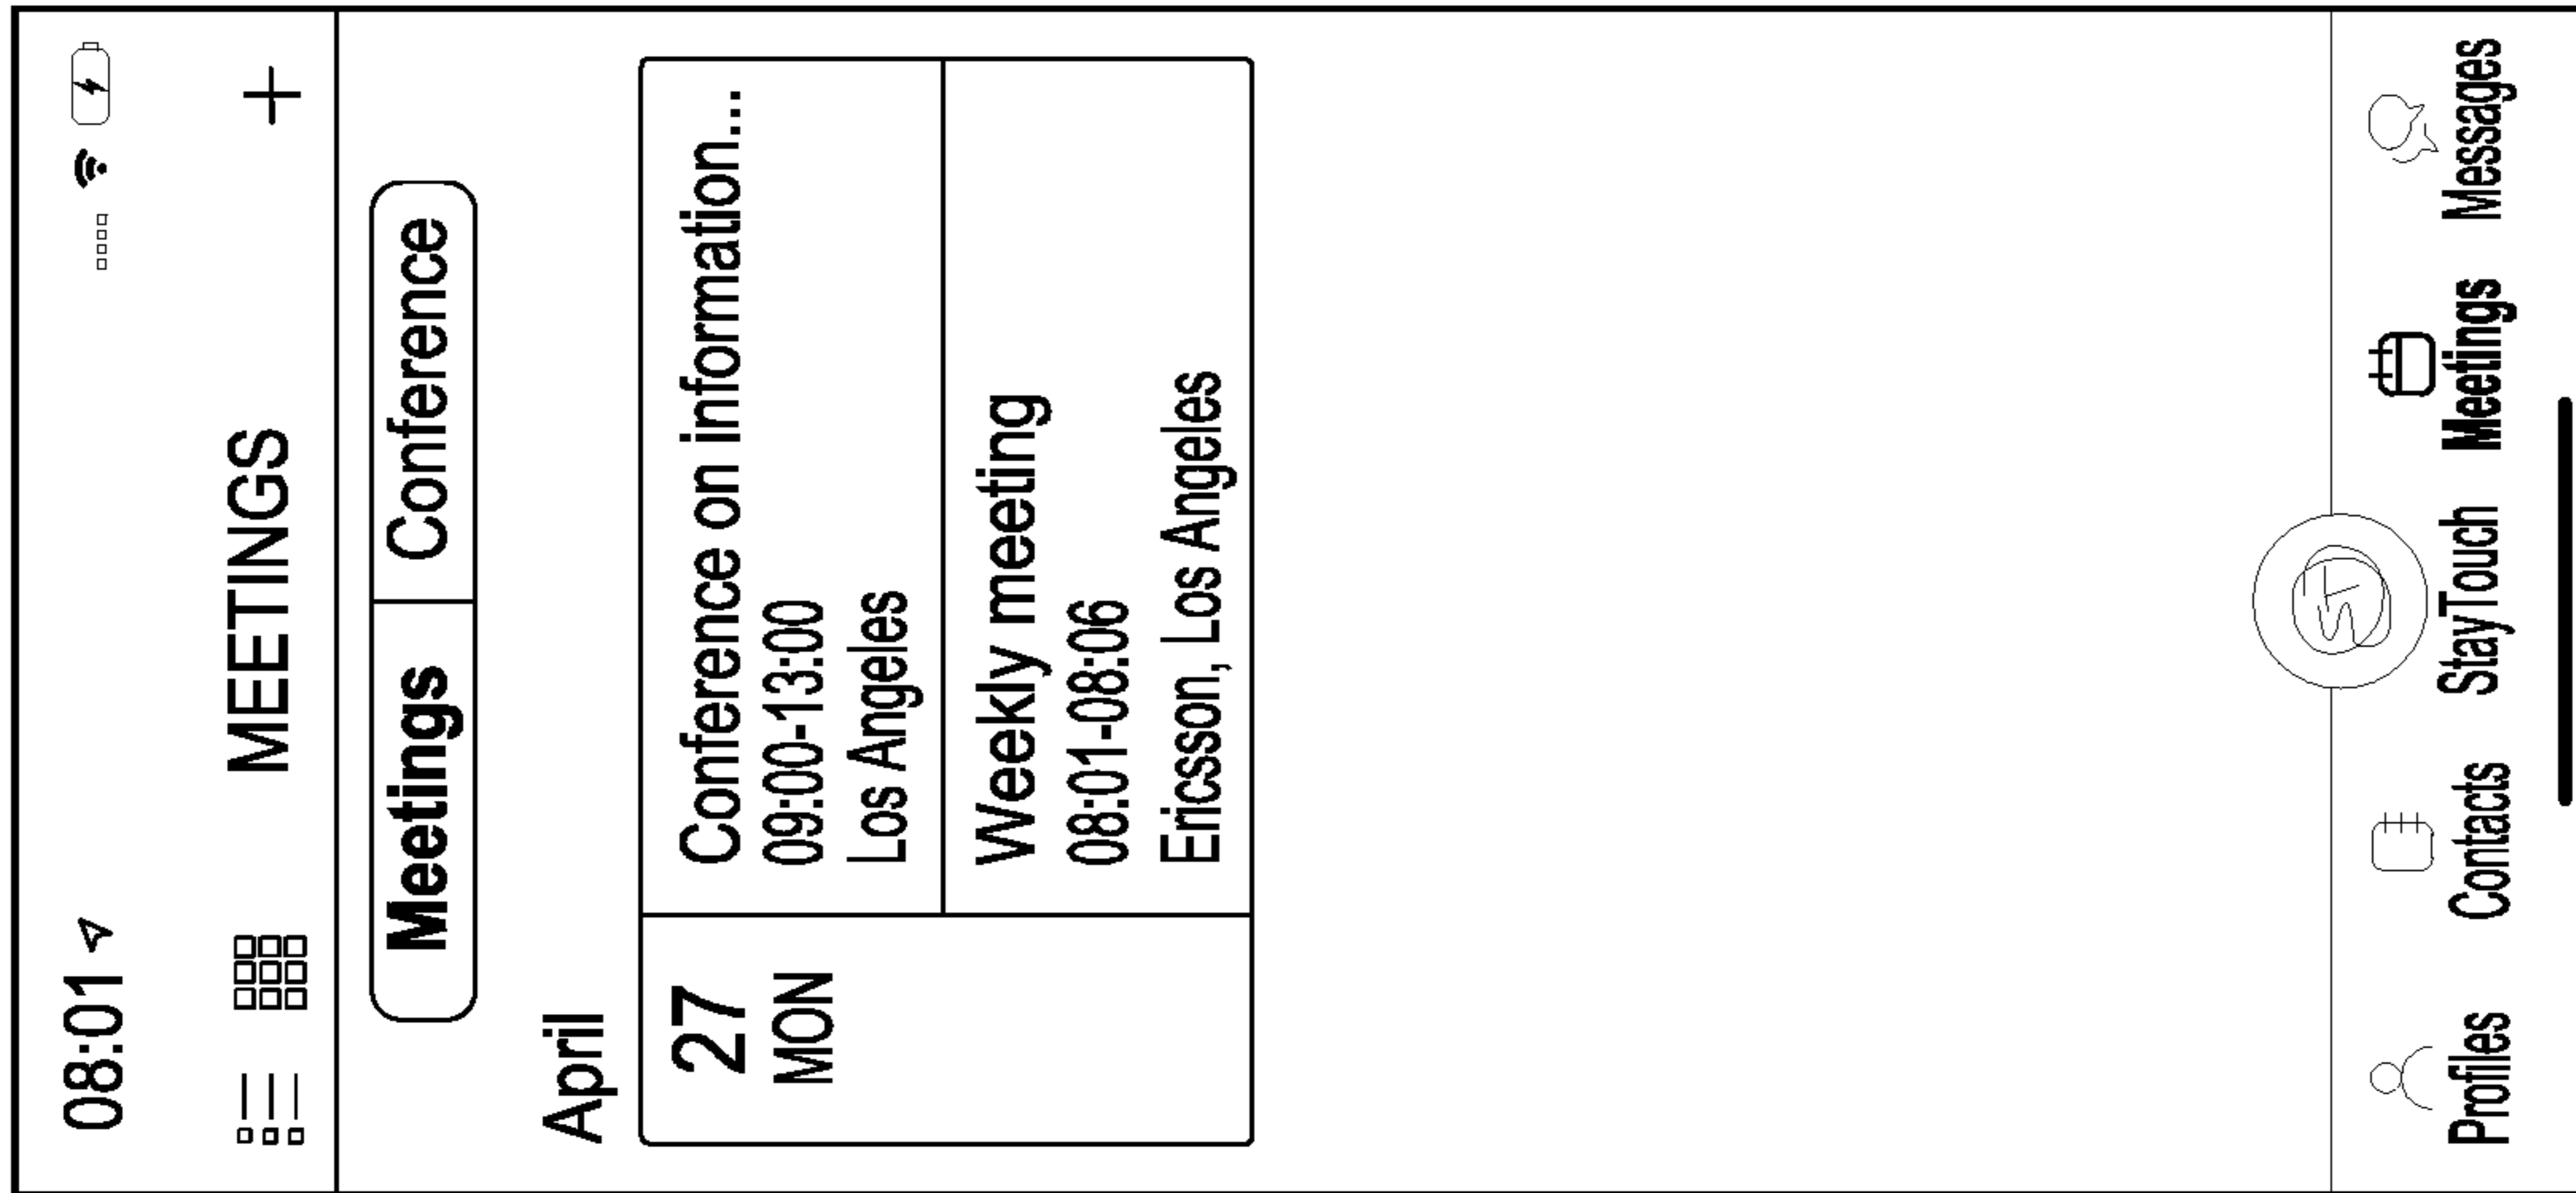 08:01
MEETINGS
Meetings Conference
April
27
MON
Conference on information...
09:00-13:00
Los Angeles
Weekly meeting
08:01-08:06
Ericsson, Los Angeles
Profiles Contacts StayTouch Meetings Messages